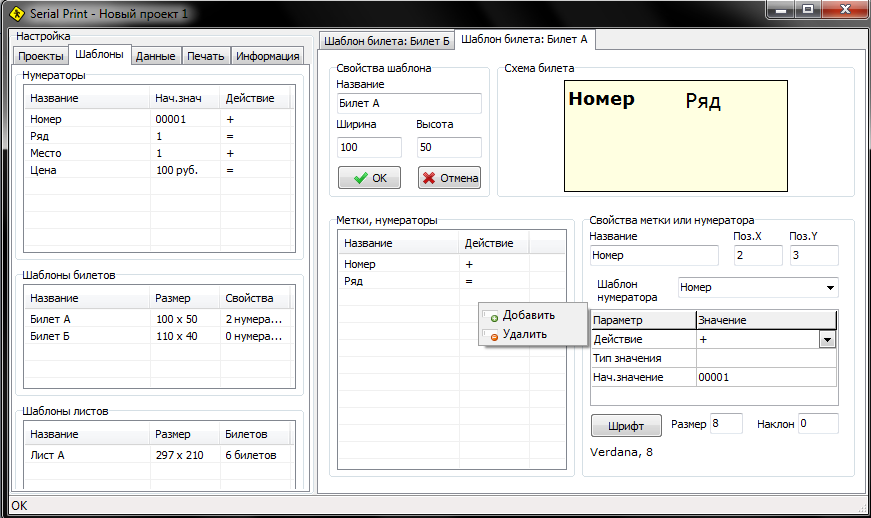 Serial Print - Новый проект 1
Настройка
Проекты Шаблоны Данные Печать Информация
Нумераторы
Название Нач.знач Действие
Номер 00001 +
Ряд 1 =
Место 1 +
Цена 100 руб. =
Шаблоны билетов
Название Размер Свойства
Билет А 100 x 50 2 нумера...
Билет Б 110 x 40 0 нумера...
Шаблоны листов
Название Размер Билетов
Лист А 297 x 210 6 билетов
Шаблон билета: Билет Б Шаблон билета: Билет А
Свойства шаблона
Название
Билет А
Ширина Высота
100 50
OK Отмена
Схема билета
Номер Ряд
Метки, нумераторы
Название Действие
Номер +
Ряд =
Добавить
Удалить
Свойства метки или нумератора
Название Поз.X Поз.Y
Номер 2 3
Шаблон
нумератора
Номер
Параметр Значение
Действие +
Тип значения
Нач.значение 00001
Шрифт Размер 8 Наклон 0
Verdana, 8
OK